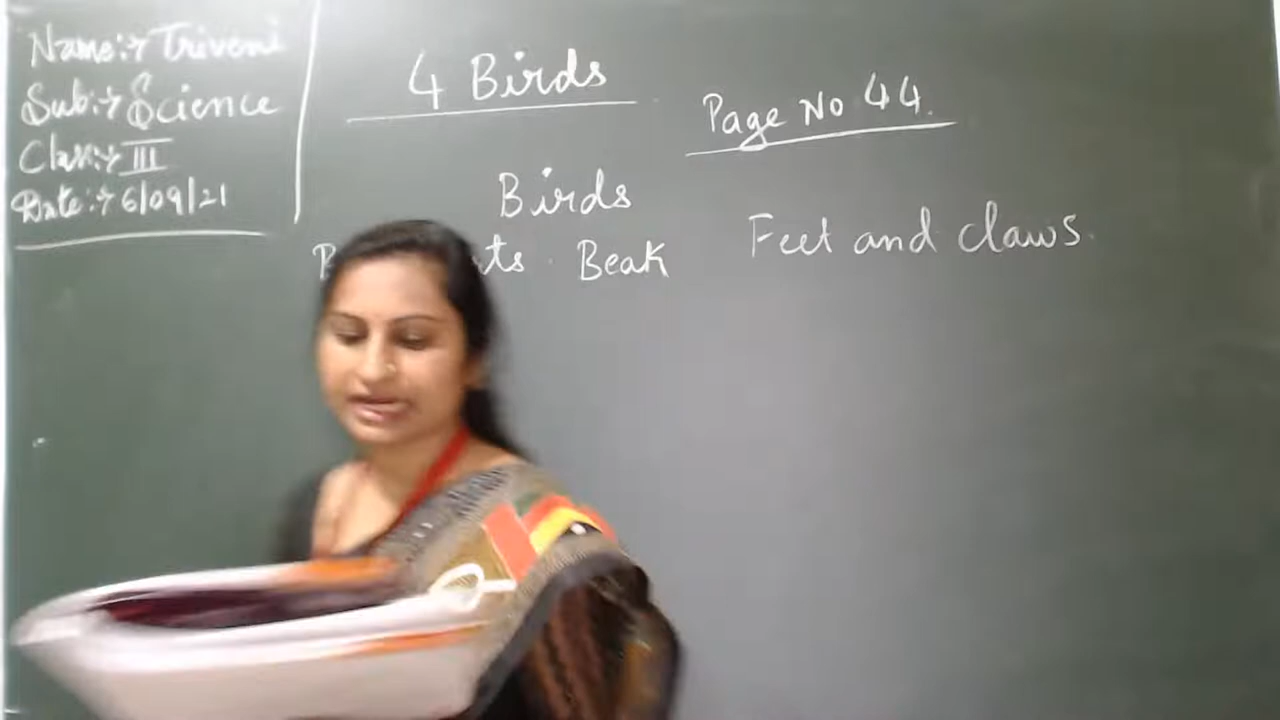 Name:→ Triveni
Sub:→ Science
Class:→ III
Date:→ 6/09/21
4 Birds
Page No 44.
Birds
Beak
Feet and claws.